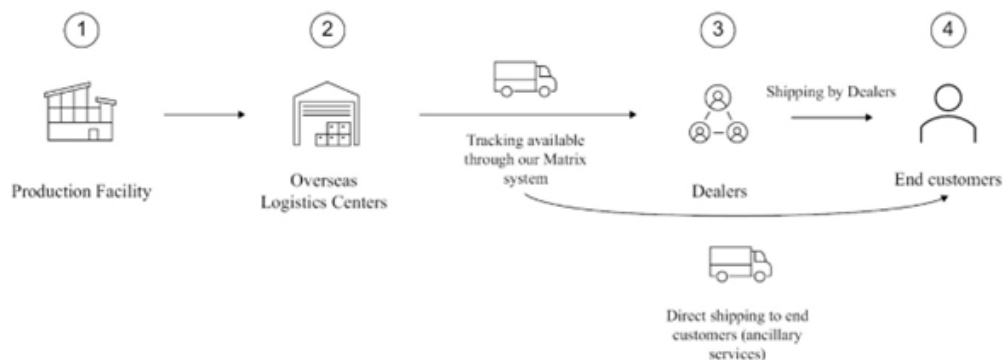 1
2
3
4
Production Facility
Overseas
Logistics Centers
Tracking available
through our Matrix
system
Dealers
Shipping by Dealers
End customers
Direct shipping to end
customers (ancillary
services)